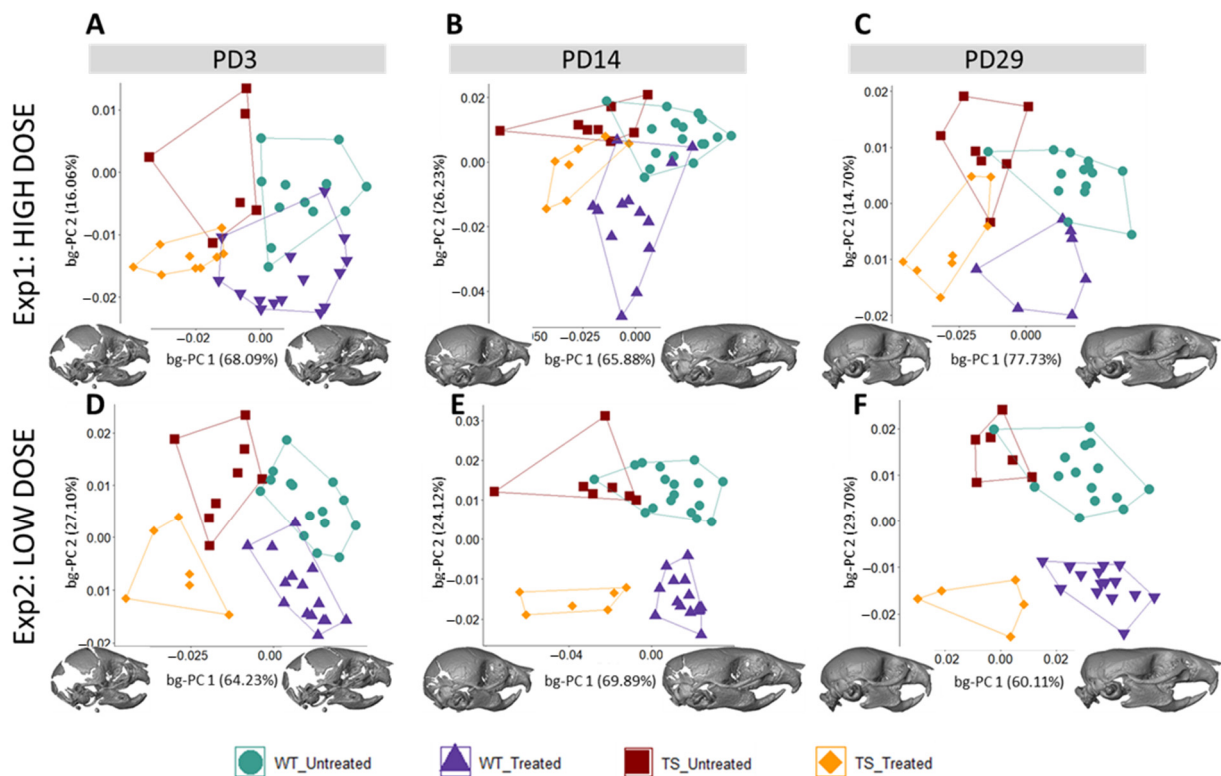 A
B
C
PD3
PD14
PD29
Exp1: HIGH DOSE
bg-PC 2 (16.06%)
0.01
0.00
−0.01
−0.02
−0.02
0.00
bg-PC 1 (68.09%)
bg-PC 2 (26.23%)
0.02
0.00
−0.02
−0.04
050
−0.025
0.000
bg-PC 1 (65.88%)
bg-PC 2 (14.70%)
0.02
0.01
0.00
0.01
−0.02
−0.025
0.000
bg-PC 1 (77.73%)
D
E
F
Exp2: LOW DOSE
bg-PC 2 (27.10%)
0.02
0.01
0.00
0.01
−0.02
−0.025
0.00
bg-PC 1 (64.23%)
bg-PC 2 (24.12%)
0.03
0.02
0.01
0.00
−0.01
−0.02
−0.04
0.00
bg-PC 1 (69.89%)
bg-PC 2 (29.70%)
0.02
0.01
0.00
−0.01
−0.02
0.02
0.02
bg-PC 1 (60.11%)
WT_Untreated
WT_Treated
TS_Untreated
TS_Treated